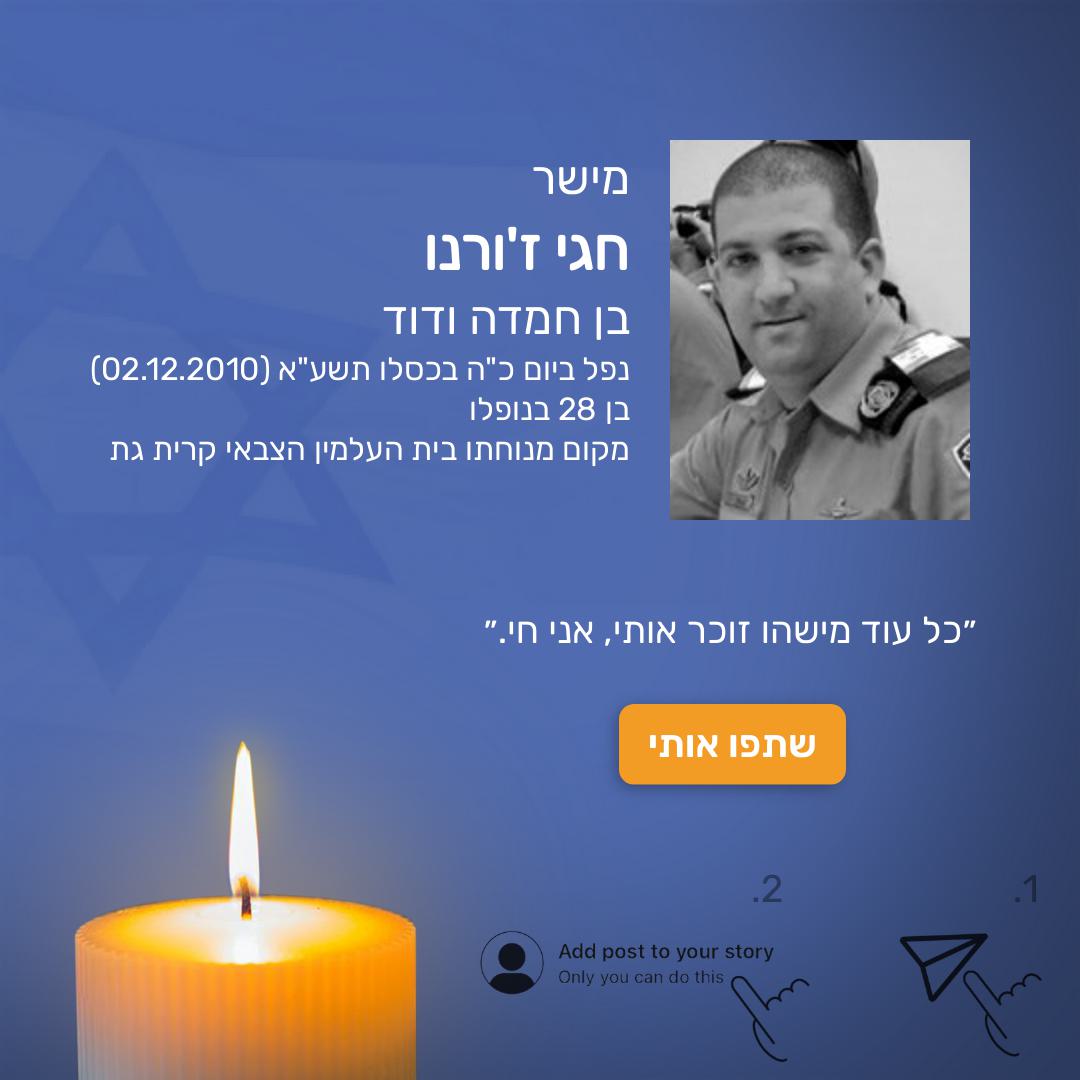 מישר
חגי ז'ורנו
בן חמדה ודוד
נפל ביום כ"ה בכסלו תשע"א (02.12.2010)
בן 28 בנופלו
מקום מנוחתו בית העלמין הצבאי קרית גת
״כל עוד מישהו זוכר אותי, אני חי.״
שתפו אותי
1.
2.
Add post to your story
Only you can do this